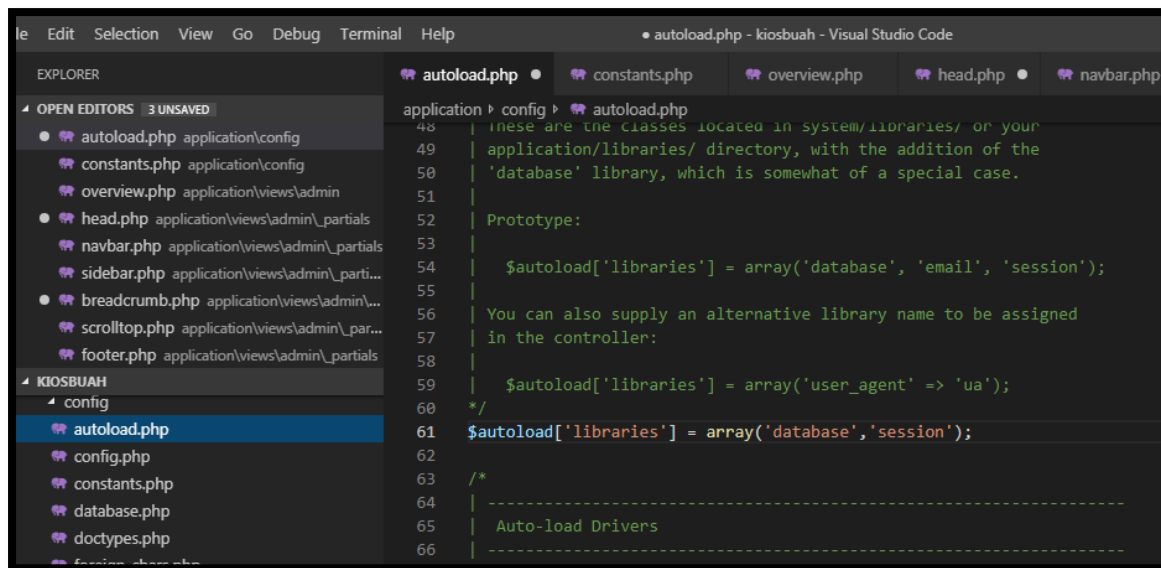 le Edit Selection View Go Debug Terminal Help ● autoload.php - kiosbuah - Visual Studio Code
EXPLORER
OPEN EDITORS 3 UNSAVED
autoload.php application\config
constants.php application\config
overview.php application\views\admin
head.php application\views\admin\_partials
navbar.php application\views\admin\_partials
sidebar.php application\views\admin\_parti...
breadcrumb.php application\views\admin\...
scrolltop.php application\views\admin\_par...
footer.php application\views\admin\_partials
KIOSBUAH
config
autoload.php
config.php
constants.php
database.php
doctypes.php
foreign_chars.php
autoload.php ● constants.php overview.php head.php ● navbar.php
application config autoload.php
48 | These are the classes located in system/libraries/ or your
49 | application/libraries/ directory, with the addition of the
50 | 'database' library, which is somewhat of a special case.
51 |
52 | Prototype:
53 |
54 | $autoload['libraries'] = array('database', 'email', 'session');
55 |
56 | You can also supply an alternative library name to be assigned
57 | in the controller:
58 |
59 | $autoload['libraries'] = array('user_agent' => 'ua');
60 */
61 $autoload['libraries'] = array('database','session');
62
63 /*
64 | -------------------------------------------------------------------
65 | Auto-load Drivers
66 | -------------------------------------------------------------------